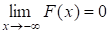 lim F(x) = 0
x→−∞